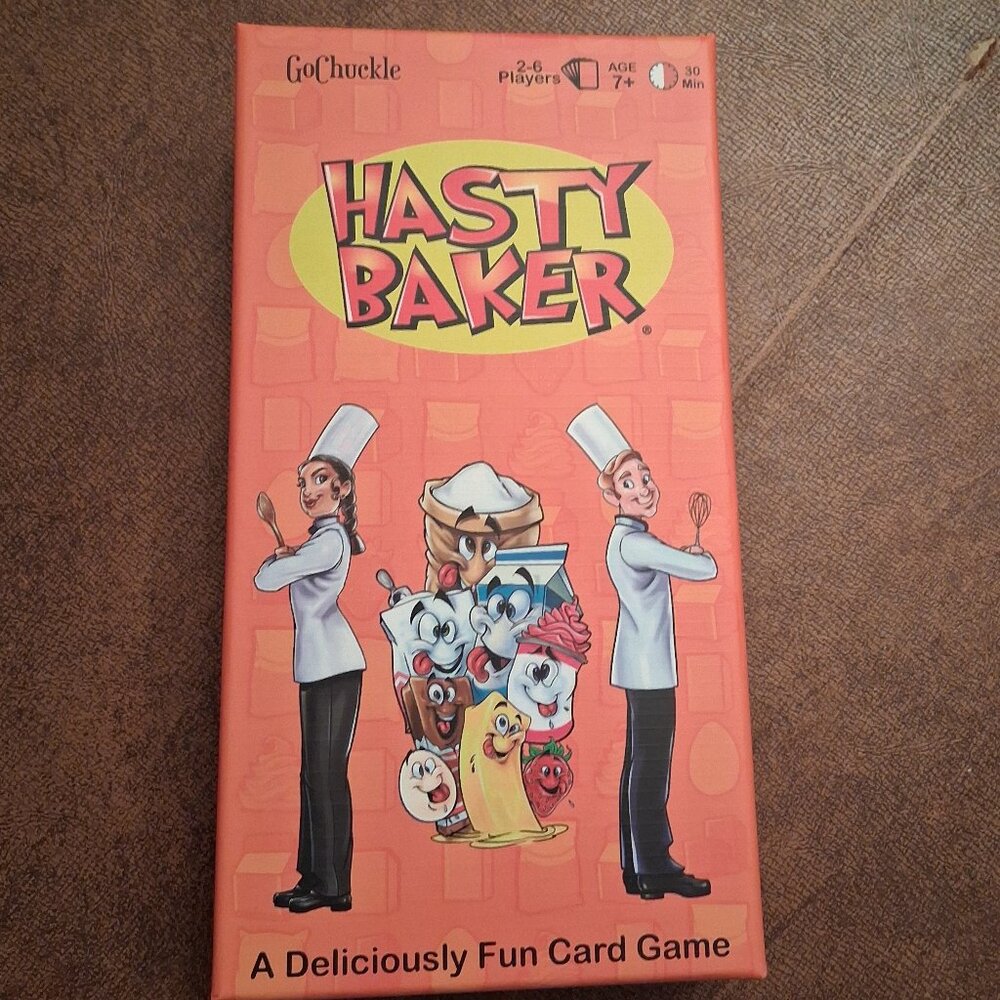 GoChuckle
2-6
Players
AGE
7+
30
Min
HASTY
BAKER®
A Deliciously Fun Card Game